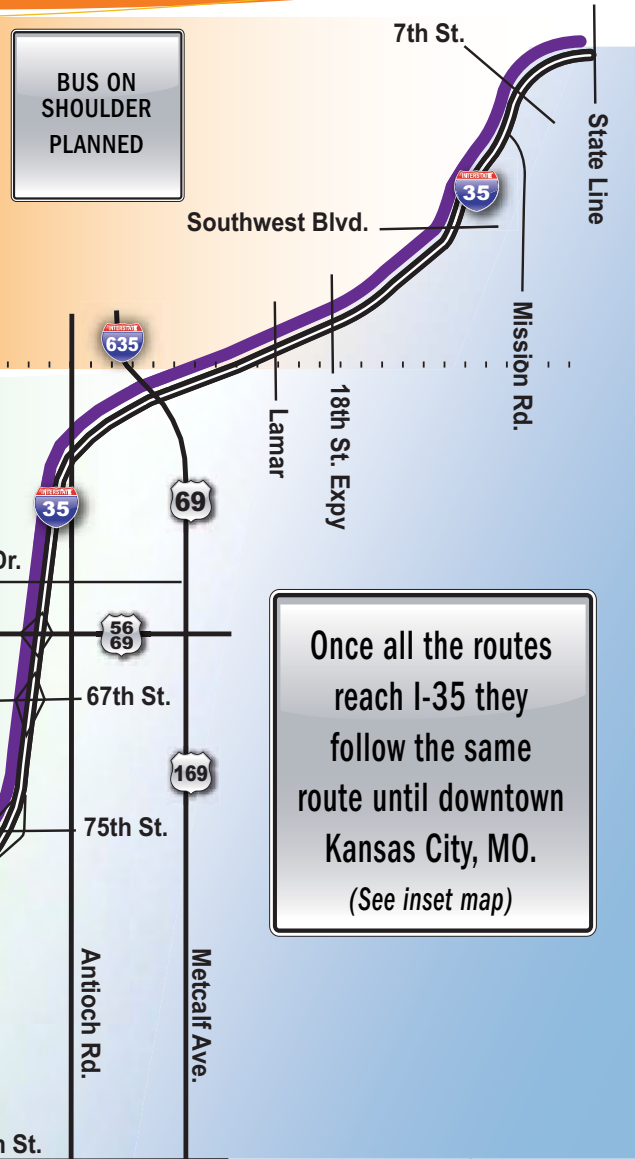 BUS ON
SHOULDER
PLANNED
7th St.
State Line
INTERSTATE
35
Southwest Blvd.
Mission Rd.
INTERSTATE
635
Lamar
18th St. Expy
INTERSTATE
35
69
Dr.
56
69
67th St.
169
75th St.
Once all the routes
reach I-35 they
follow the same
route until downtown
Kansas City, MO.
(See inset map)
Antioch Rd.
Metcalf Ave.
St.